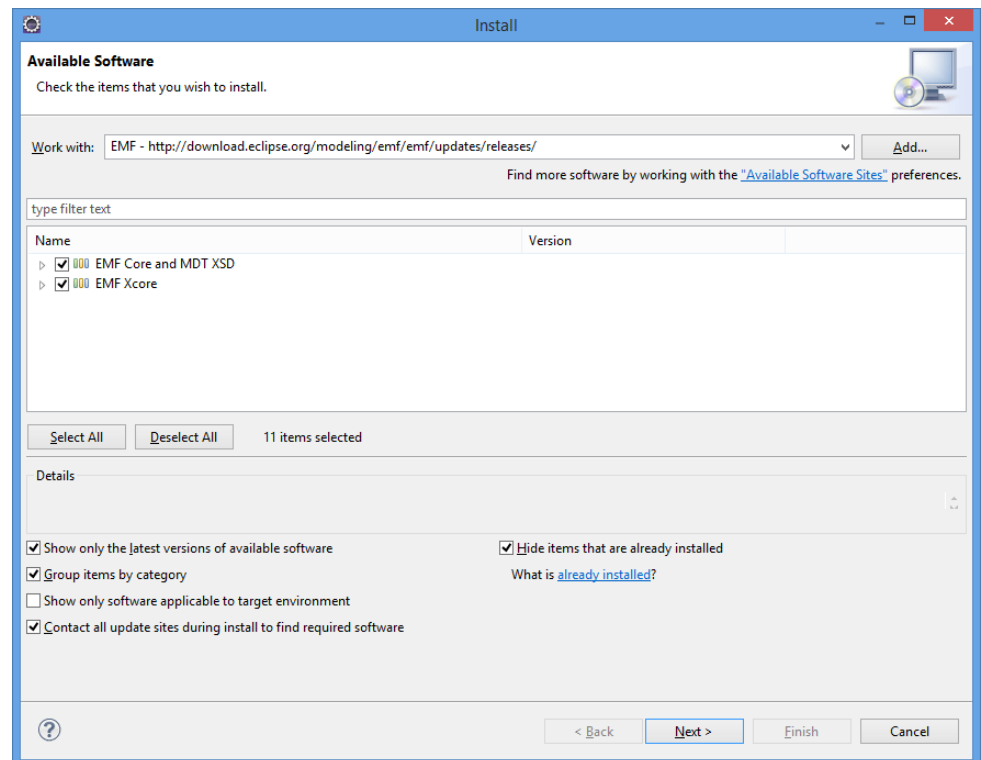 Install
Available Software
Check the items that you wish to install.
Work with: EMF - http://download.eclipse.org/modeling/emf/emf/updates/releases/ Add...
Find more software by working with the "Available Software Sites" preferences.
type filter text
Name Version
EMF Core and MDT XSD
EMF Xcore
Select All Deselect All 11 items selected
Details
Show only the latest versions of available software Hide items that are already installed
Group items by category What is already installed?
Show only software applicable to target environment
Contact all update sites during install to find required software
? < Back Next > Finish Cancel